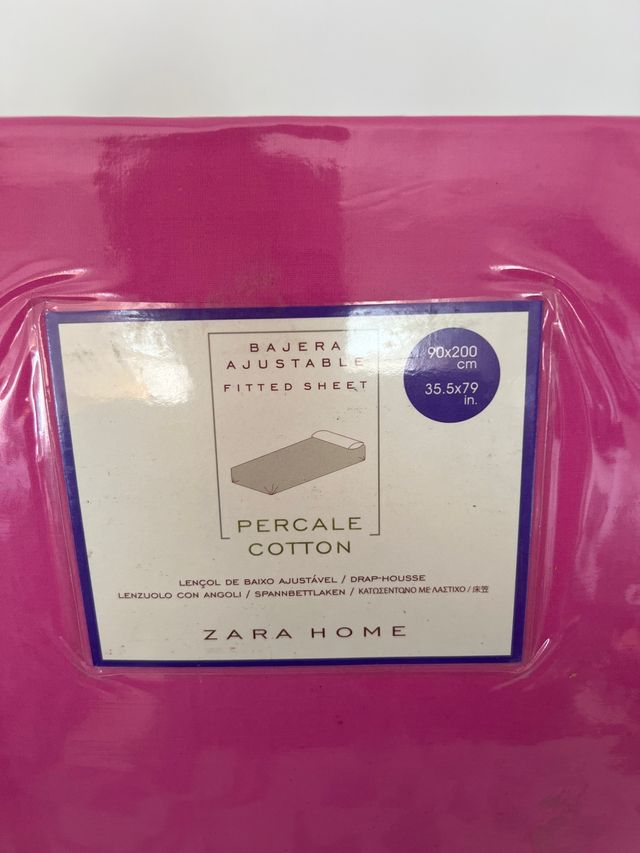 BAJERA
AJUSTABLE
FITTED SHEET
90x200
cm
35.5x79
in.
PERCALE
COTTON
LENÇOL DE BAIXO AJUSTÁVEL / DRAP-HOUSSE
LENZUOLO CON ANGOLI / SPANNBETTLAKEN / ΚΑΤΩΣΕΝΤΩΝΟ ΜΕ ΛΑΣΤΙΧΟ / 床笠
ZARA HOME